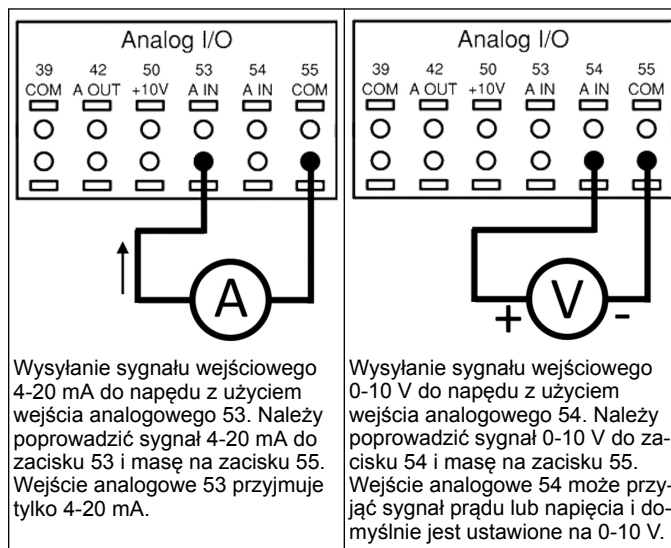 Analog I/O
39 42 50 53 54 55
COM A OUT +10V A IN A IN COM
A
Wysyłanie sygnału wejściowego
4-20 mA do napędu z użyciem
wejścia analogowego 53. Należy
poprowadzić sygnał 4-20 mA do
zacisku 53 i masę na zacisku 55.
Wejście analogowe 53 przyjmuje
tylko 4-20 mA.
Analog I/O
39 42 50 53 54 55
COM A OUT +10V A IN A IN COM
+ V -
Wysyłanie sygnału wejściowego
0-10 V do napędu z użyciem
wejścia analogowego 54. Należy
poprowadzić sygnał 0-10 V do za-
cisku 54 i masę na zacisku 55.
Wejście analogowe 54 może przy-
jąć sygnał prądu lub napięcia i do-
myślnie jest ustawione na 0-10 V.